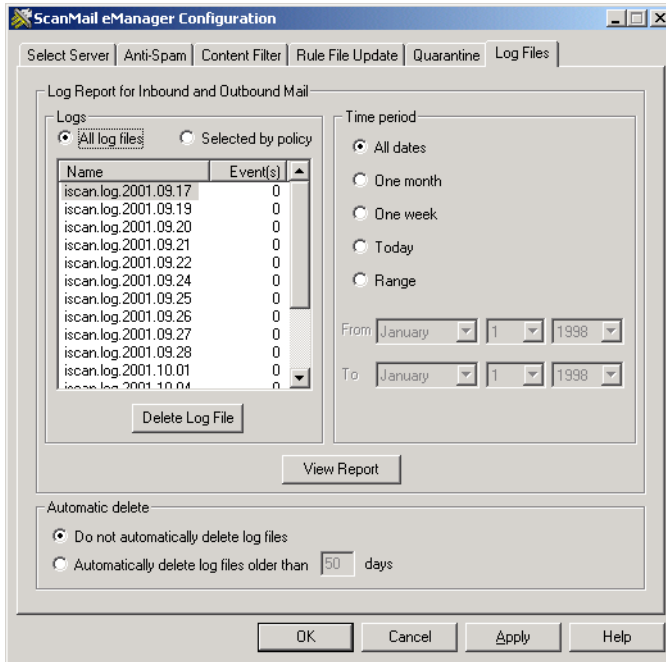 ScanMail eManager Configuration
Select Server
Anti-Spam
Content Filter
Rule File Update
Quarantine
Log Files
Log Report for Inbound and Outbound Mail
Logs
All log files
Selected by policy
Name Event(s)
iscan.log.2001.09.17 0
iscan.log.2001.09.19 0
iscan.log.2001.09.20 0
iscan.log.2001.09.21 0
iscan.log.2001.09.22 0
iscan.log.2001.09.24 0
iscan.log.2001.09.25 0
iscan.log.2001.09.26 0
iscan.log.2001.09.27 0
iscan.log.2001.09.28 0
iscan.log.2001.10.01 0
iscan.log.2001.10.04 0
Delete Log File
Time period
All dates
One month
One week
Today
Range
From January 1 1998
To January 1 1998
View Report
Automatic delete
Do not automatically delete log files
Automatically delete log files older than 50 days
OK
Cancel
Apply
Help